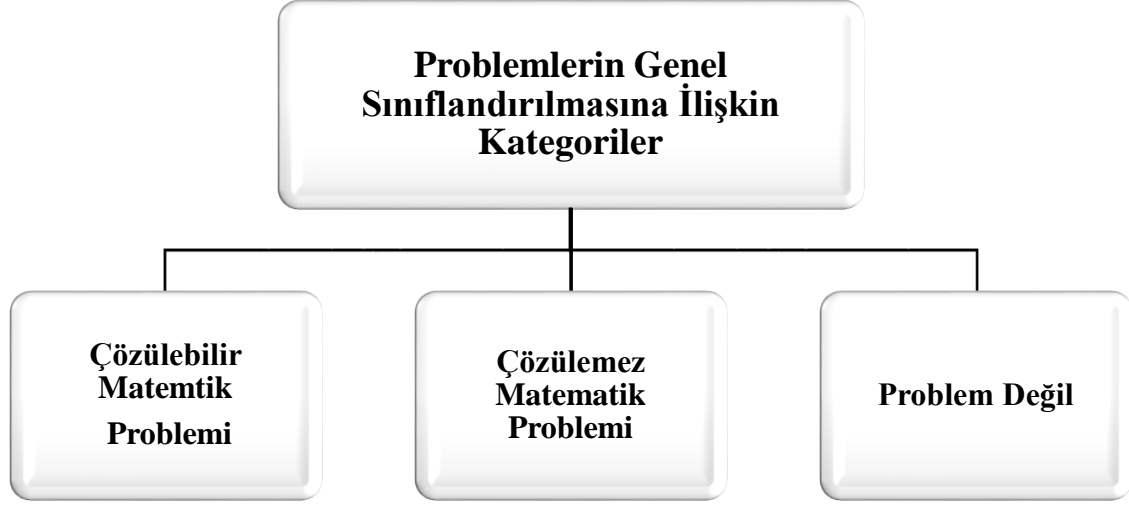 Problemlerin Genel
Sınıflandırılmasına İlişkin
Kategoriler
Çözülebilir
Matemtik
Problemi
Çözülemez
Matematik
Problemi
Problem Değil